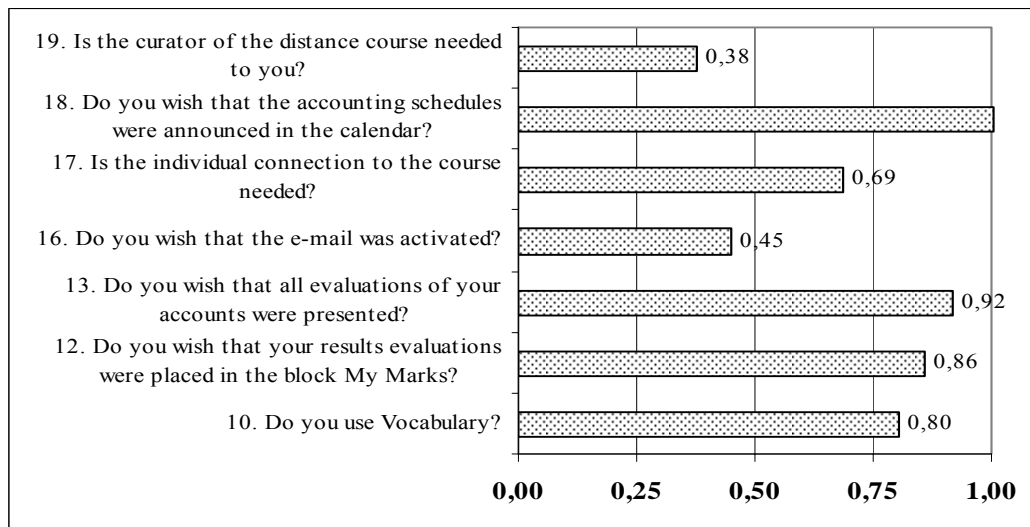 19. Is the curator of the distance course needed
to you?
0,38
18. Do you wish that the accounting schedules
were announced in the calendar?
17. Is the individual connection to the course
needed?
0,69
16. Do you wish that the e-mail was activated?
0,45
13. Do you wish that all evaluations of your
accounts were presented?
0,92
12. Do you wish that your results evaluations
were placed in the block My Marks?
0,86
10. Do you use Vocabulary?
0,80
0,00 0,25 0,50 0,75 1,00